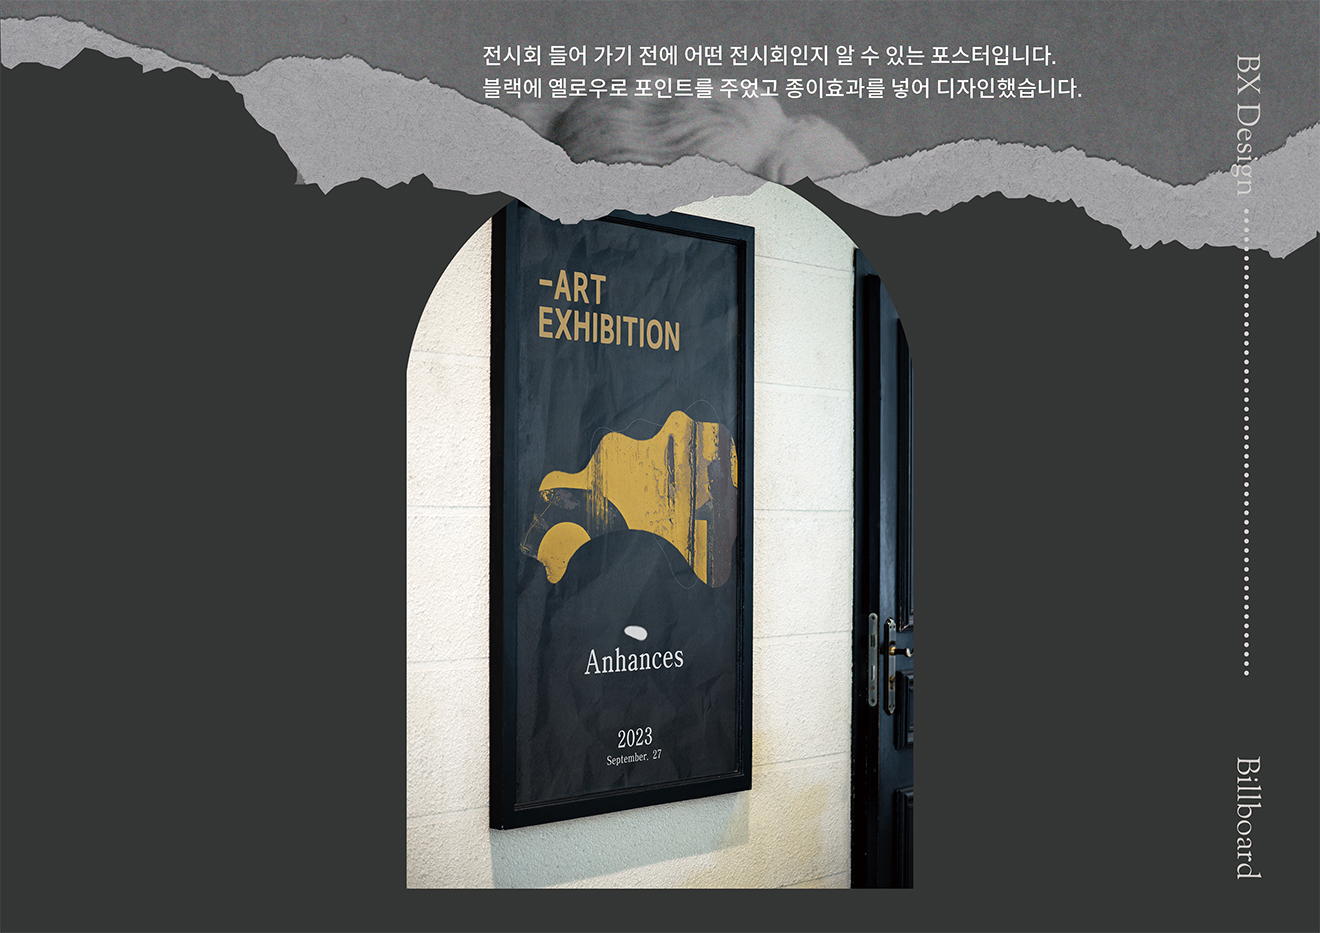 전시회 들어 가기 전에 어떤 전시회인지 알 수 있는 포스터입니다.
블랙에 옐로우로 포인트를 주었고 종이효과를 넣어 디자인했습니다.
BX Design
Billboard
–ART
EXHIBITION
Anhances
2023
September. 27